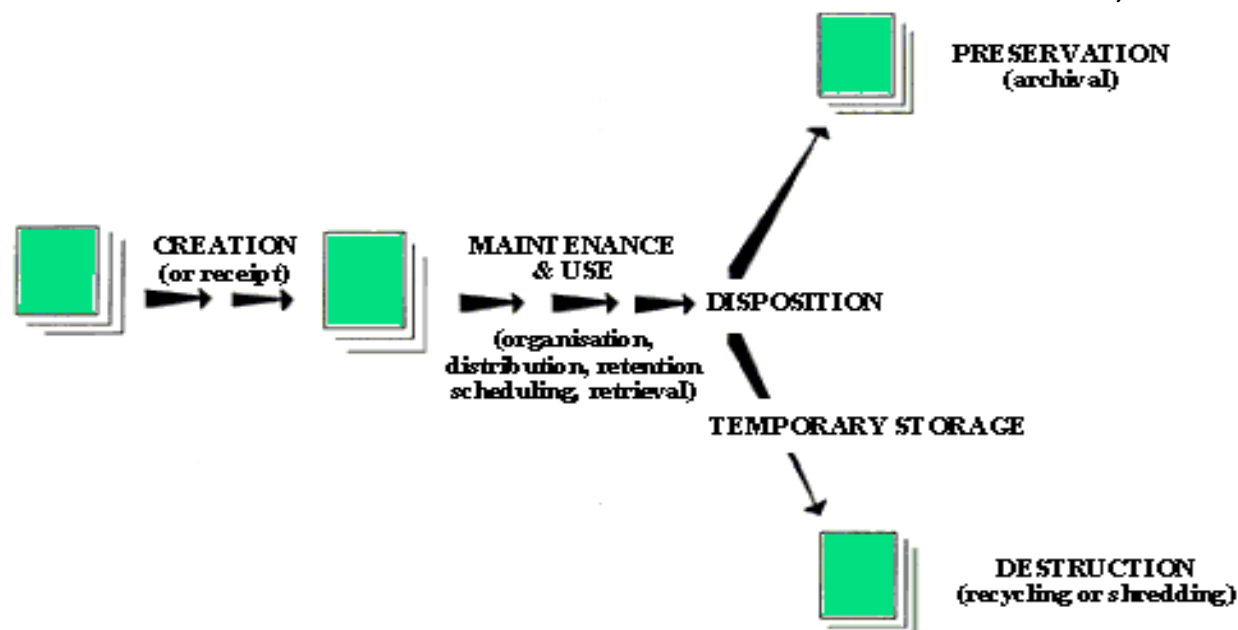 PRESERVATION
(archival)
CREATION
(or receipt)
MAINTENANCE
& USE
DISPOSITION
(organisation,
distribution, retention
scheduling, retrieval)
TEMPORARY STORAGE
DESTRUCTION
(recycling or shredding)